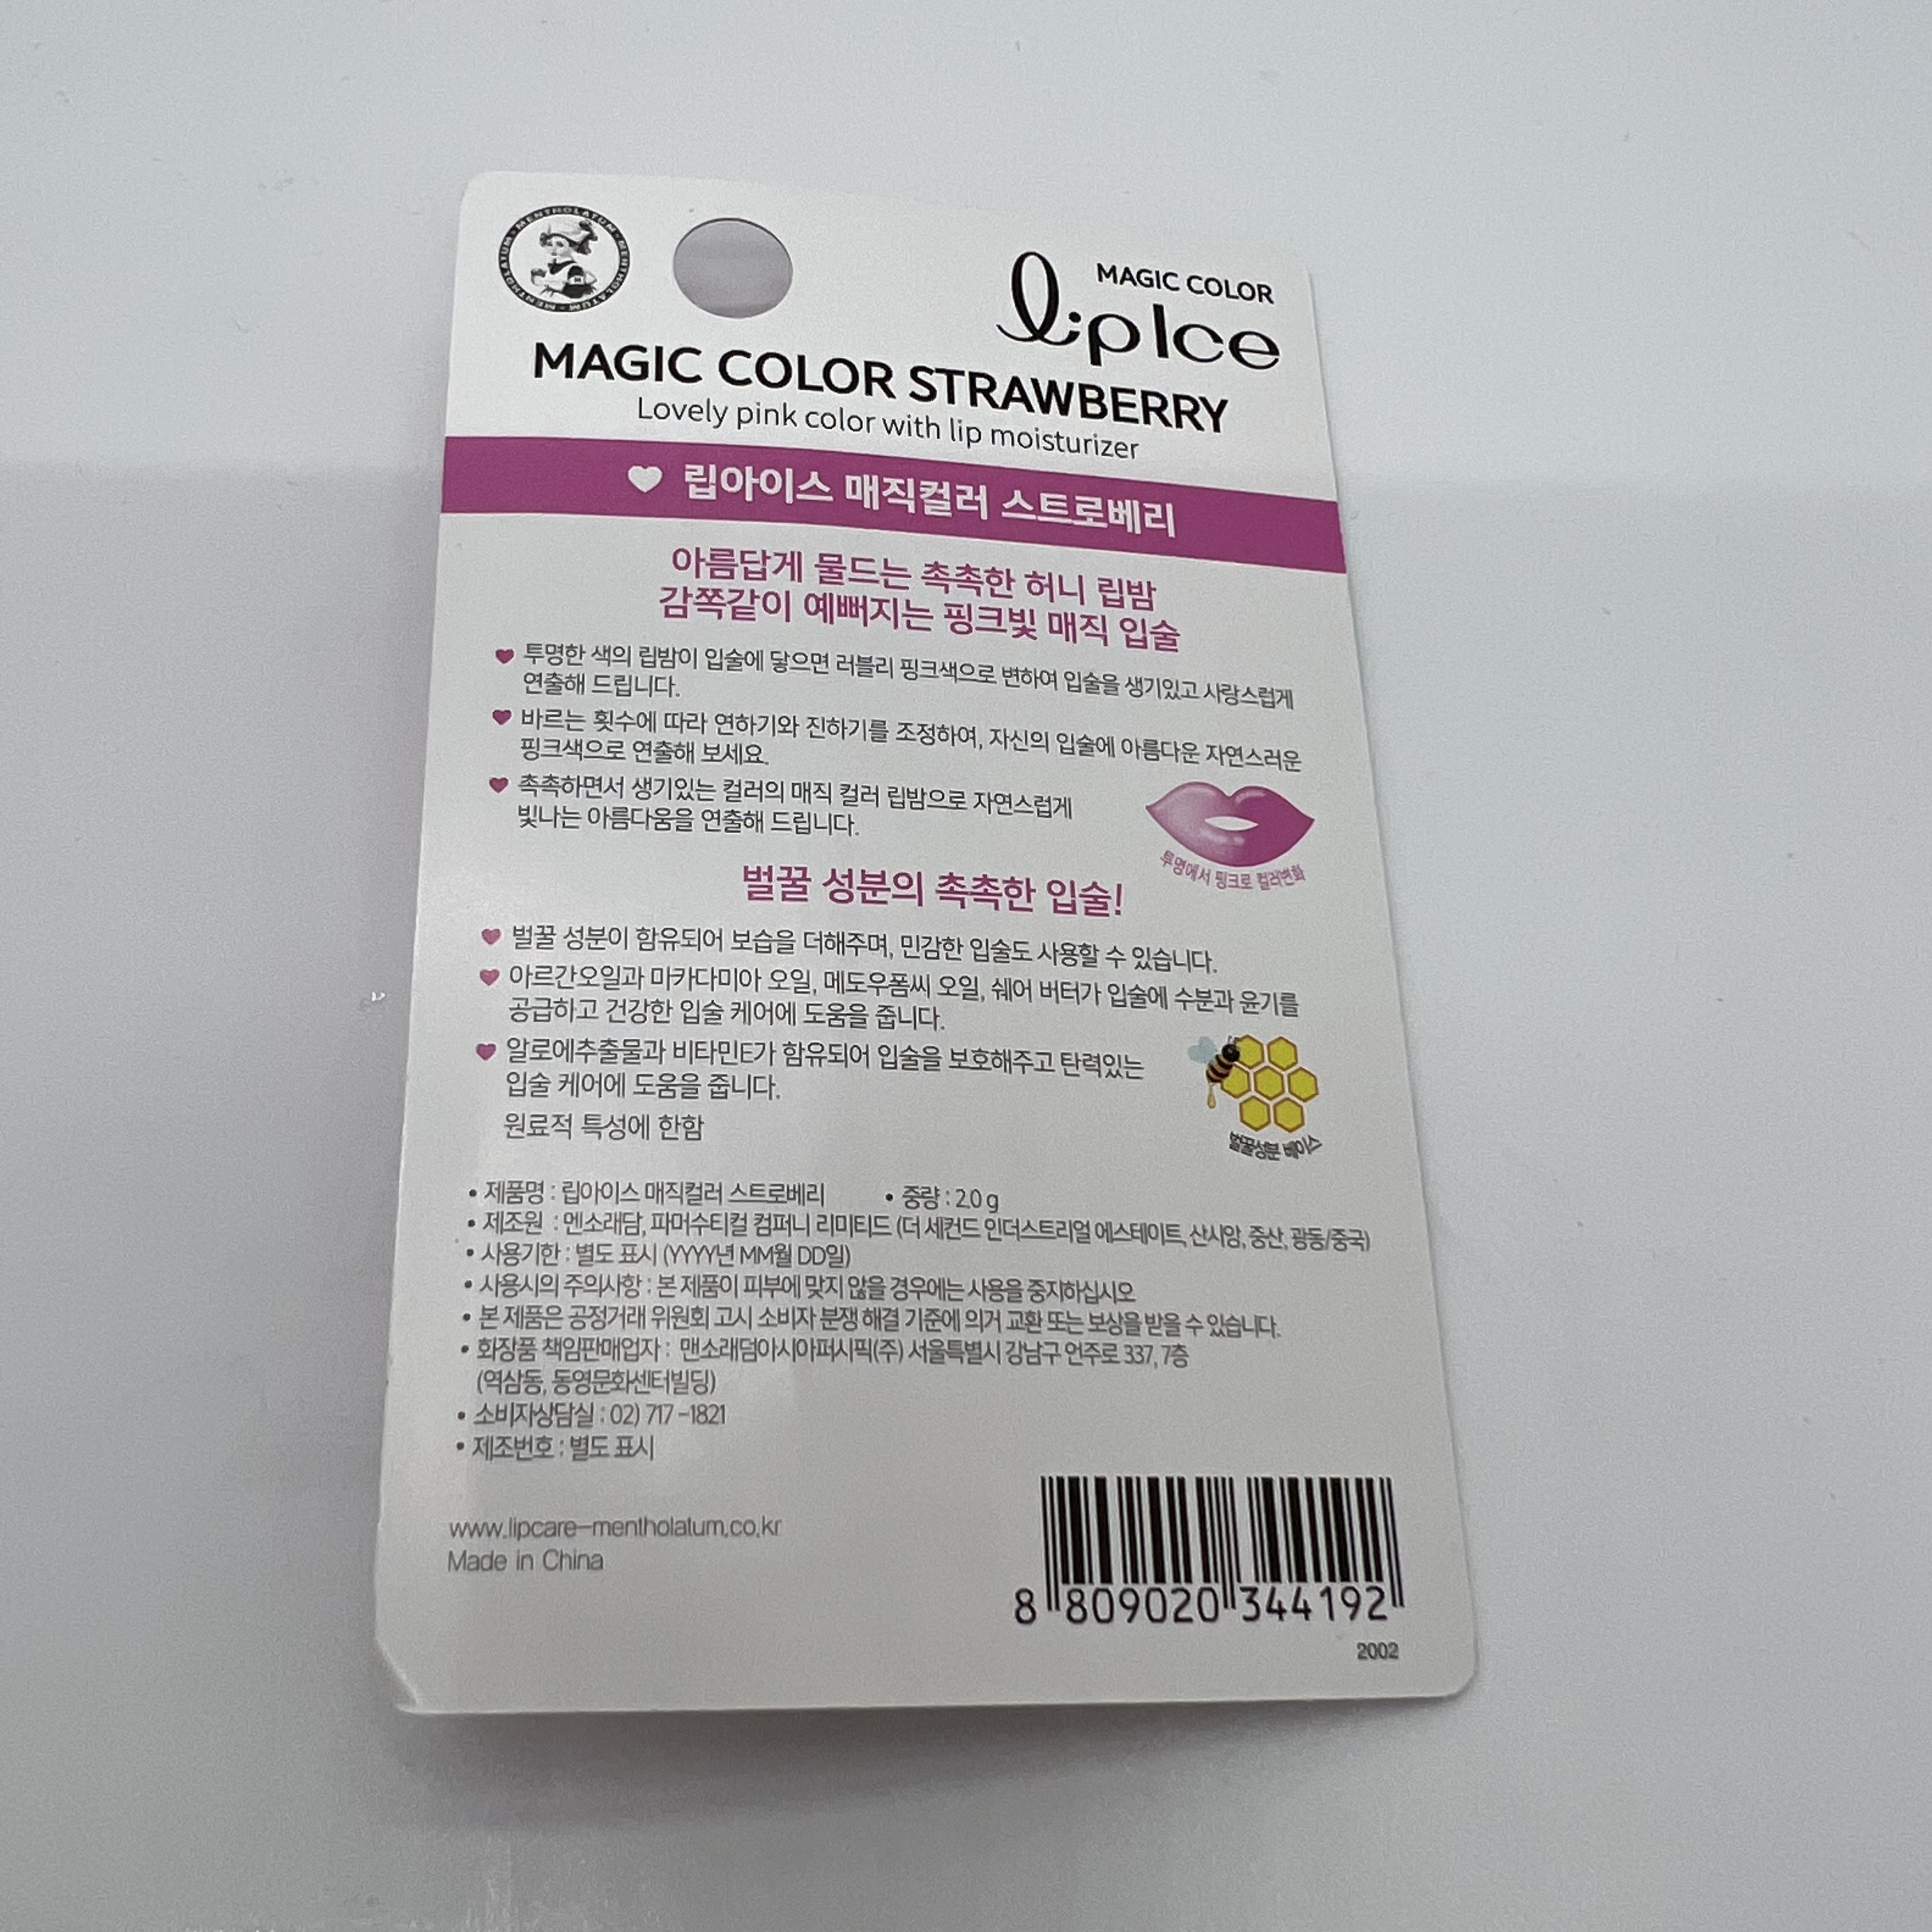 MENTHOLATUM · MENTHOLATUM · MENTHOLATUM
MAGIC COLOR
lipIce
MAGIC COLOR STRAWBERRY
Lovely pink color with lip moisturizer
립아이스 매직컬러 스트로베리
아름답게 물드는 촉촉한 허니 립밤
감쪽같이 예뻐지는 핑크빛 매직 입술
투명한 색의 립밤이 입술에 닿으면 러블리 핑크색으로 변하여 입술을 생기있고 사랑스럽게
연출해 드립니다.
바르는 횟수에 따라 연하기와 진하기를 조정하여, 자신의 입술에 아름다운 자연스러운
핑크색으로 연출해 보세요.
촉촉하면서 생기있는 컬러의 매직 컬러 립밤으로 자연스럽게
빛나는 아름다움을 연출해 드립니다.
투명에서 핑크로 컬러변화
벌꿀 성분의 촉촉한 입술!
벌꿀 성분이 함유되어 보습을 더해주며, 민감한 입술도 사용할 수 있습니다.
아르간오일과 마카다미아 오일, 메도우폼씨 오일, 쉐어 버터가 입술에 수분과 윤기를
공급하고 건강한 입술 케어에 도움을 줍니다.
알로에추출물과 비타민E가 함유되어 입술을 보호해주고 탄력있는
입술 케어에 도움을 줍니다.
원료적 특성에 한함
벌꿀성분 베이스
• 제품명 : 립아이스 매직컬러 스트로베리 • 중량 : 2.0 g
• 제조원 : 멘소래담, 파머수티컬 컴퍼니 리미티드 (더 세컨드 인더스트리얼 에스테이트, 산시앙, 중산, 광동/중국)
• 사용기한 : 별도 표시 (YYYY년 MM월 DD일)
• 사용시의 주의사항 : 본 제품이 피부에 맞지 않을 경우에는 사용을 중지하십시오
• 본 제품은 공정거래 위원회 고시 소비자 분쟁 해결 기준에 의거 교환 또는 보상을 받을 수 있습니다.
• 화장품 책임판매업자 : 맨소래덤아시아퍼시픽(주) 서울특별시 강남구 언주로 337, 7층
(역삼동, 동영문화센터빌딩)
• 소비자상담실 : 02) 717-1821
• 제조번호 : 별도 표시
www.lipcare-mentholatum.co.kr
Made in China
8 809020 344192
2002